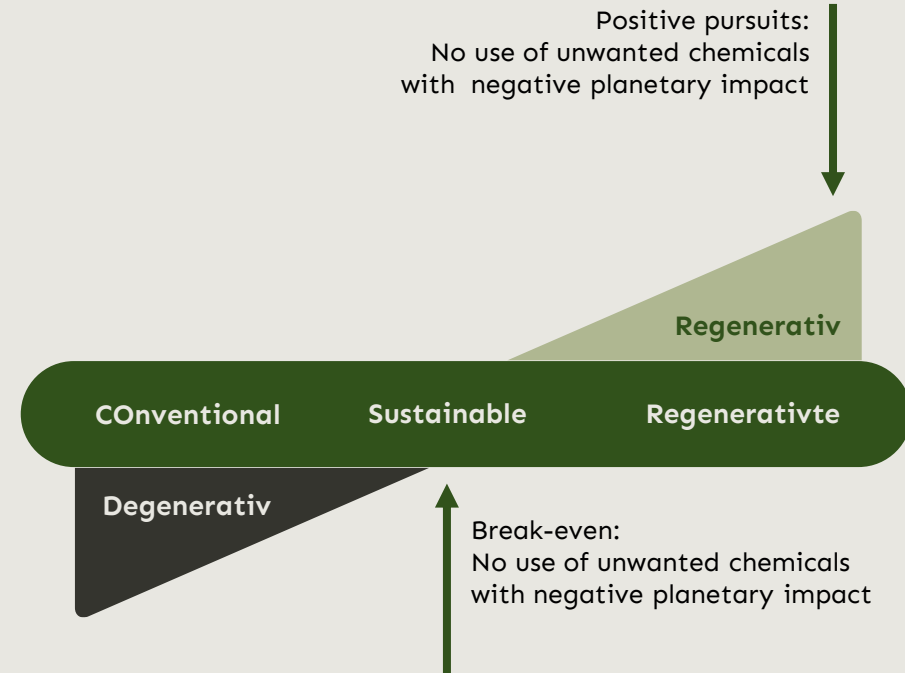 Positive pursuits:
No use of unwanted chemicals
with  negative planetary impact
Regenerativ
COnventional
Sustainable
Regenerativte
Degenerativ
Break-even:
No use of unwanted chemicals
with negative planetary impact